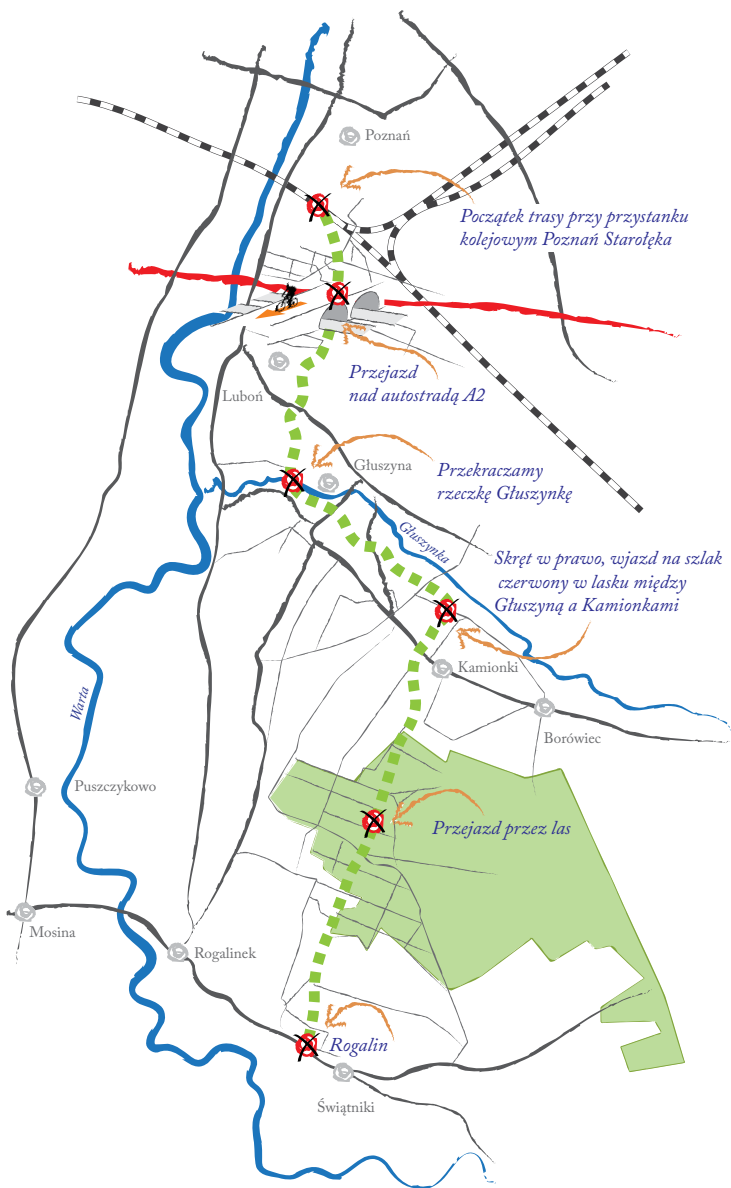 Poznań
Początek trasy przy przystanku
kolejowym Poznań Starołęka
Przejazd
nad autostradą A2
Luboń
Głuszyna
Przekraczamy
rzeczkę Głuszynkę
Głuszynka
Skręt w prawo, wjazd na szlak
czerwony w lasku między
Głuszyną a Kamionkami
Kamionki
Warta
Borówiec
Puszczykowo
Przejazd przez las
Mosina
Rogalinek
Rogalin
Świątniki